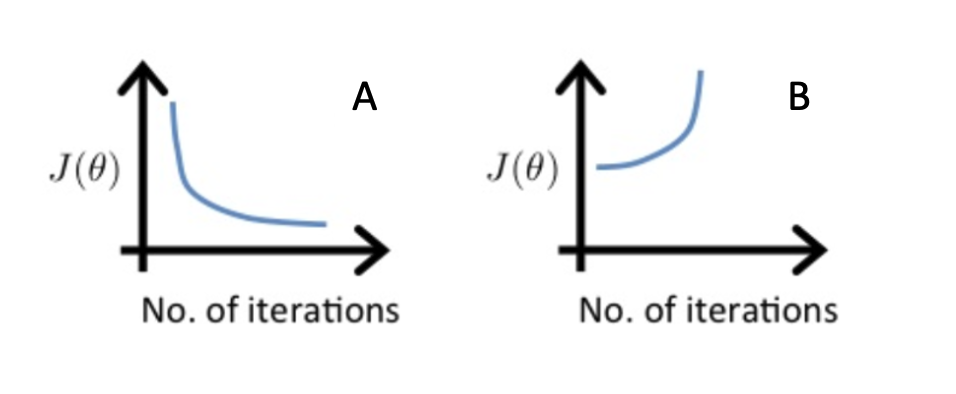 A
J(θ)
No. of iterations
B
J(θ)
No. of iterations